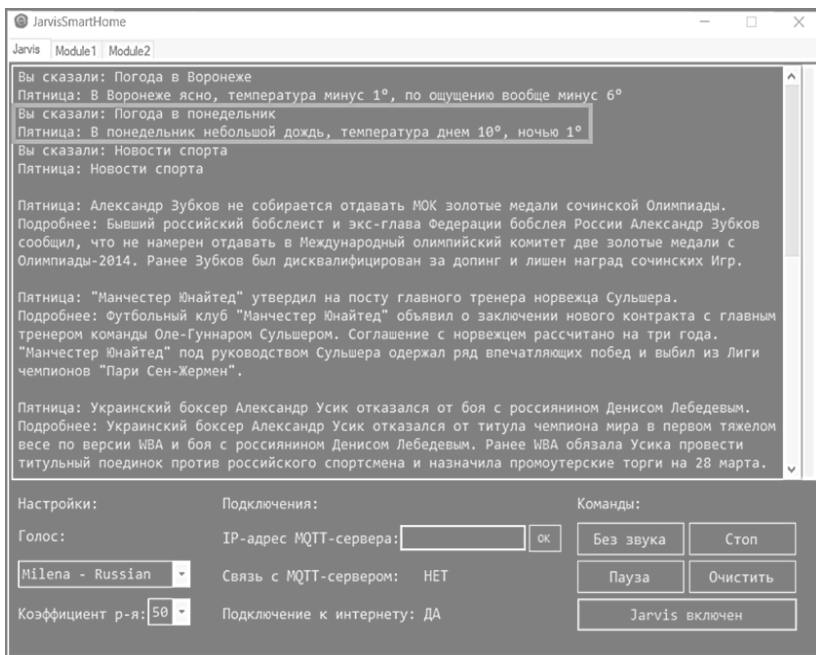 JarvisSmartHome
Jarvis Module1 Module2
Вы сказали: Погода в Воронеже
Пятница: В Воронеже ясно, температура минус 1°, по ощущению вообще минус 6°
Вы сказали: Погода в понедельник
Пятница: В понедельник небольшой дождь, температура днем 10°, ночью 1°
Вы сказали: Новости спорта
Пятница: Новости спорта
Пятница: Александр Зубков не собирается отдавать МОК золотые медали сочинской Олимпиады.
Подробнее: Бывший российский бобслеист и экс-глава Федерации бобслея России Александр Зубков
сообщил, что не намерен отдавать в Международный олимпийский комитет две золотые медали с
Олимпиады-2014. Ранее Зубков был дисквалифицирован за допинг и лишен наград сочинских Игр.
Пятница: "Манчестер Юнайтед" утвердил на посту главного тренера норвежца Сульшера.
Подробнее: Футбольный клуб "Манчестер Юнайтед" объявил о заключении нового контракта с главным
тренером команды Оле-Гуннаром Сульшером. Соглашение с норвежцем рассчитано на три года.
"Манчестер Юнайтед" под руководством Сульшера одержал ряд впечатляющих побед и выбил из Лиги
чемпионов "Пари Сен-Жермен".
Пятница: Украинский боксер Александр Усик отказался от боя с россиянином Денисом Лебедевым.
Подробнее: Украинский боксер Александр Усик отказался от титула чемпиона мира в первом тяжелом
весе по версии WBA и боя с россиянином Денисом Лебедевым. Ранее WBA обязала Усика провести
титульный поединок против российского спортсмена и назначила промоутерские торги на 28 марта.
Настройки: Подключения: Команды:
Голос: IP-адрес MQTT-сервера: OK Без звука Стоп
Milena - Russian Связь с MQTT-сервером: НЕТ Пауза Очистить
Коэффициент р-я: 50 Подключение к интернету: ДА Jarvis включен